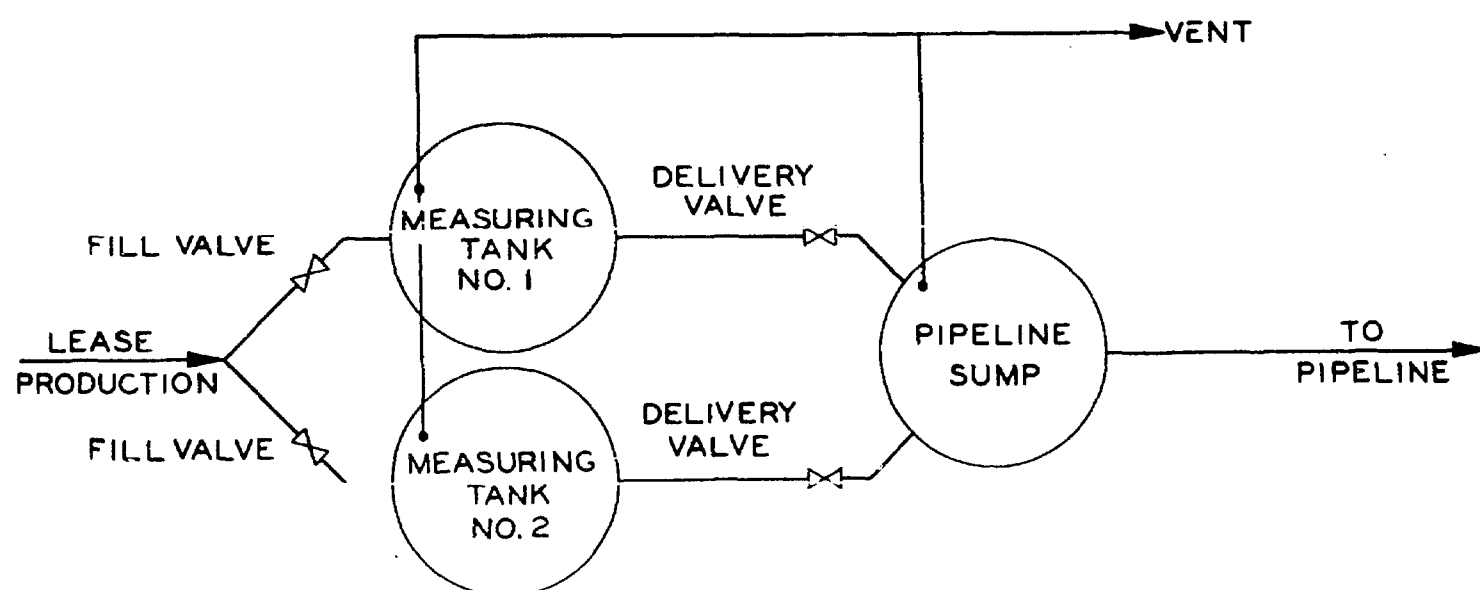 VENT
DELIVERY
VALVE
MEASURING
TANK
NO. 1
FILL VALVE
LEASE
PRODUCTION
PIPELINE
SUMP
TO
PIPELINE
FILL VALVE
DELIVERY
VALVE
MEASURING
TANK
NO. 2